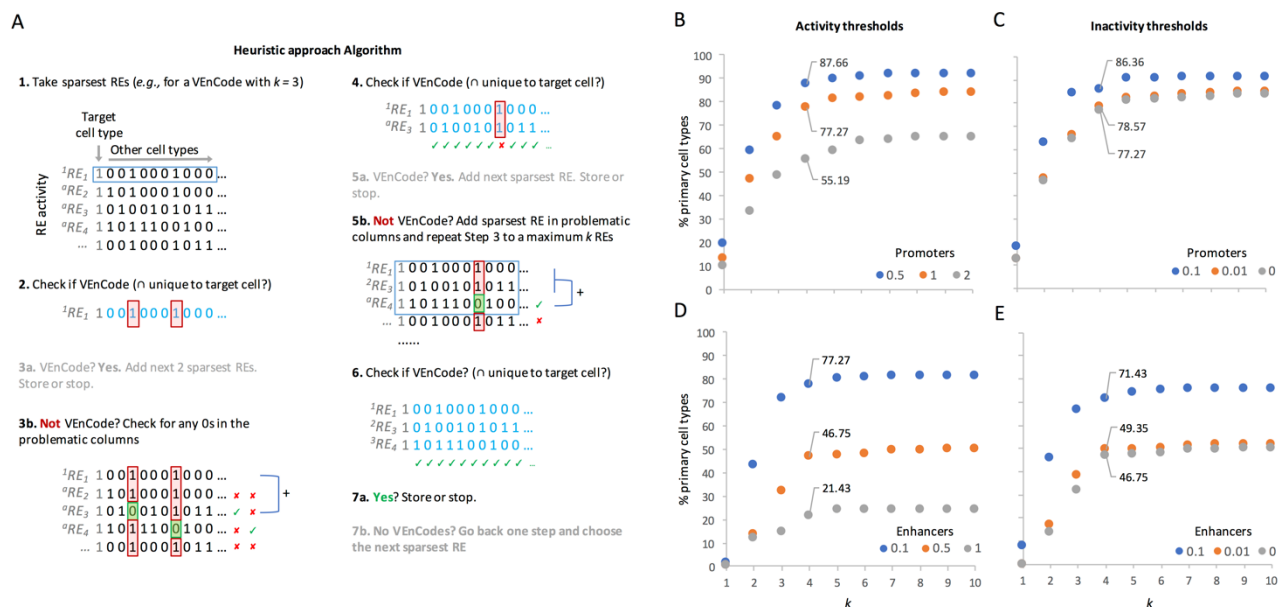 A
Heuristic approach Algorithm
1. Take sparsest REs (e.g., for a VEnCode with k = 3)
Target
cell type
Other cell types
RE activity
1RE1 1 0 0 1 0 0 0 1 0 0 0 ...
aRE2 1 1 0 1 0 0 0 1 0 0 0 ...
aRE3 1 0 1 0 0 1 0 1 0 1 1 ...
aRE4 1 1 0 1 1 1 0 0 1 0 0 ...
... 1 0 0 1 0 0 0 1 0 1 1 ...
2. Check if VEnCode (∩ unique to target cell?)
1RE1 1 0 0 1 0 0 0 1 0 0 0 ...
3a. VEnCode? Yes. Add next 2 sparsest REs.
Store or stop.
3b. Not VEnCode? Check for any 0s in the
problematic columns
1RE1 1 0 0 1 0 0 0 1 0 0 0 ...
aRE2 1 1 0 1 0 0 0 1 0 0 0 ... ✘ ✘
aRE3 1 0 1 0 0 1 0 1 0 1 1 ... ✓ ✘
aRE4 1 1 0 1 1 1 0 0 1 0 0 ... ✘ ✓
... 1 0 0 1 0 0 0 1 0 1 1 ... ✘ ✘
+
4. Check if VEnCode (∩ unique to target cell?)
1RE1 1 0 0 1 0 0 0 1 0 0 0 ...
aRE3 1 0 1 0 0 1 0 1 0 1 1 ...
✓ ✓ ✓ ✓ ✓ ✓ ✘ ✓ ✓ ✓ ...
5a. VEnCode? Yes. Add next sparsest RE. Store or
stop.
5b. Not VEnCode? Add sparsest RE in problematic
columns and repeat Step 3 to a maximum k REs
1RE1 1 0 0 1 0 0 0 1 0 0 0 ...
2RE3 1 0 1 0 0 1 0 1 0 1 1 ...
aRE4 1 1 0 1 1 1 0 0 1 0 0 ... ✓
... 1 0 0 1 0 0 0 1 0 1 1 ... ✘
+
......
6. Check if VEnCode? (∩ unique to target cell?)
1RE1 1 0 0 1 0 0 0 1 0 0 0 ...
2RE3 1 0 1 0 0 1 0 1 0 1 1 ...
3RE4 1 1 0 1 1 1 0 0 1 0 0 ...
✓ ✓ ✓ ✓ ✓ ✓ ✓ ✓ ✓ ✓ ...
7a. Yes? Store or stop.
7b. No VEnCodes? Go back one step and choose
the next sparsest RE
B
Activity thresholds
% primary cell types
100
90
80
70
60
50
40
30
20
10
0
87.66
77.27
55.19
Promoters
0.5 1 2
C
Inactivity thresholds
86.36
78.57
77.27
Promoters
0.1 0.01 0
D
% primary cell types
100
90
80
70
60
50
40
30
20
10
0
77.27
46.75
21.43
Enhancers
0.1 0.5 1
1 2 3 4 5 6 7 8 9 10
k
E
71.43
49.35
46.75
Enhancers
0.1 0.01 0
1 2 3 4 5 6 7 8 9 10
k